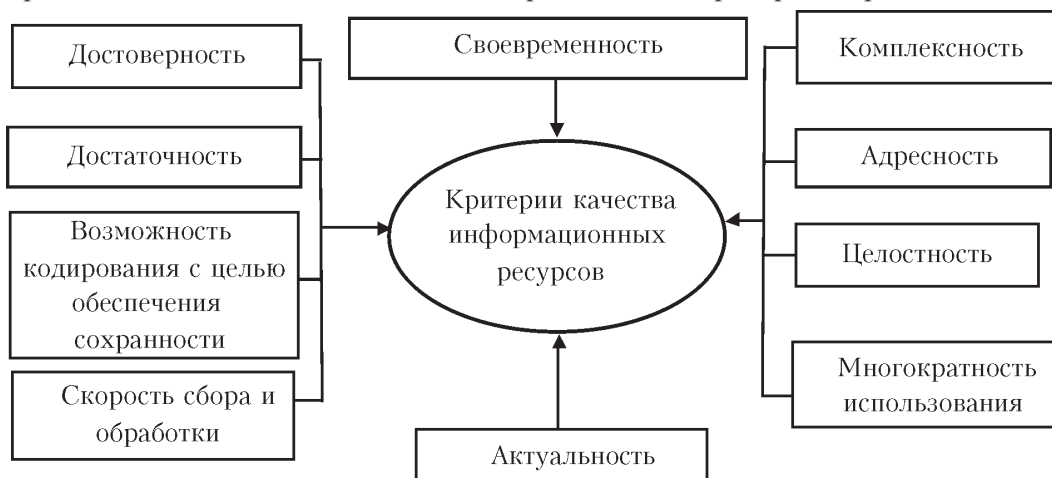 Достоверность
Достаточность
Возможность
кодирования с целью
обеспечения
сохранности
Скорость сбора и
обработки
Своевременность
Критерии качества
информационных
ресурсов
Актуальность
Комплексность
Адресность
Целостность
Многократность
использования